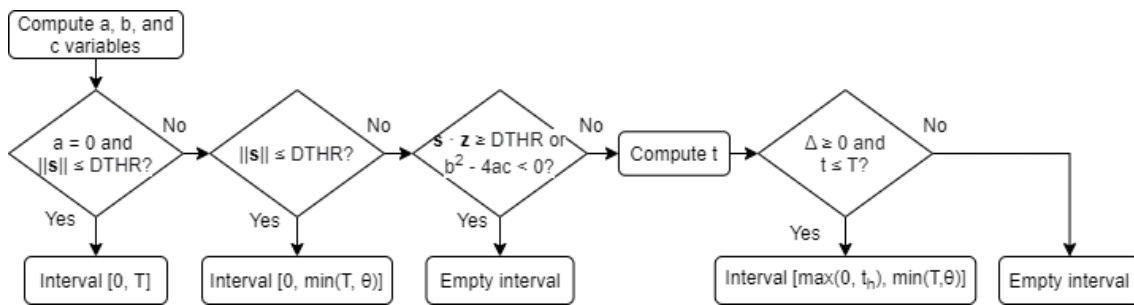 Compute a, b, and
c variables
a = 0 and
||s|| ≤ DTHR?
No
Yes
Interval [0, T]
||s|| ≤ DTHR?
No
Yes
Interval [0, min(T, θ)]
s · z ≥ DTHR or
b² - 4ac < 0?
No
Yes
Empty interval
Compute t
Δ ≥ 0 and
t ≤ T?
No
Yes
Interval [max(0, tₕ), min(T,θ)]
Empty interval